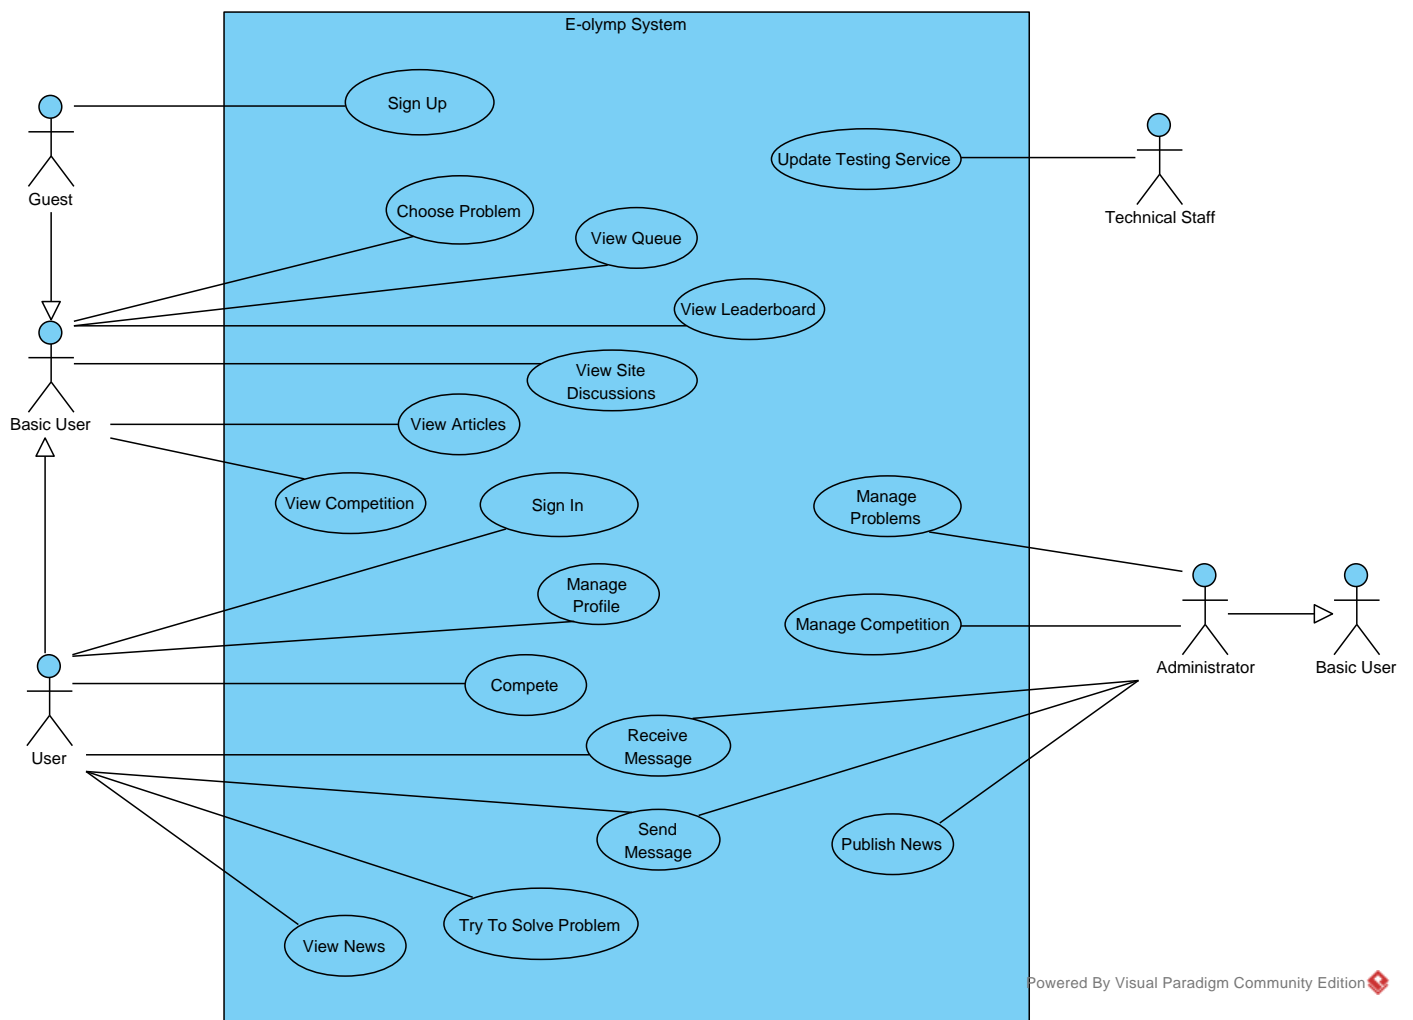 E-olymp System
Sign Up
Update Testing Service
Guest
Technical Staff
Choose Problem
View Queue
View Leaderboard
View Site
Discussions
Basic User
View Articles
View Competition
Sign In
Manage
Problems
Manage
Profile
Manage Competition
Administrator
Basic User
Compete
User
Receive
Message
Send
Message
Publish News
Try To Solve Problem
View News
Powered By Visual Paradigm Community Edition